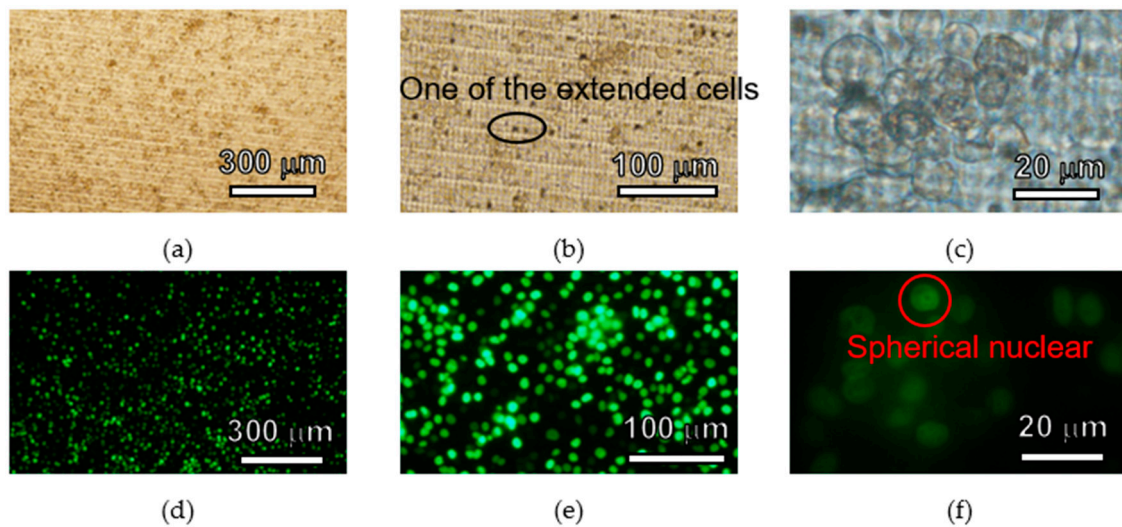 300 μm
One of the extended cells
100 μm
20 μm
(a)
(b)
(c)
300 μm
100 μm
Spherical nuclear
20 μm
(d)
(e)
(f)